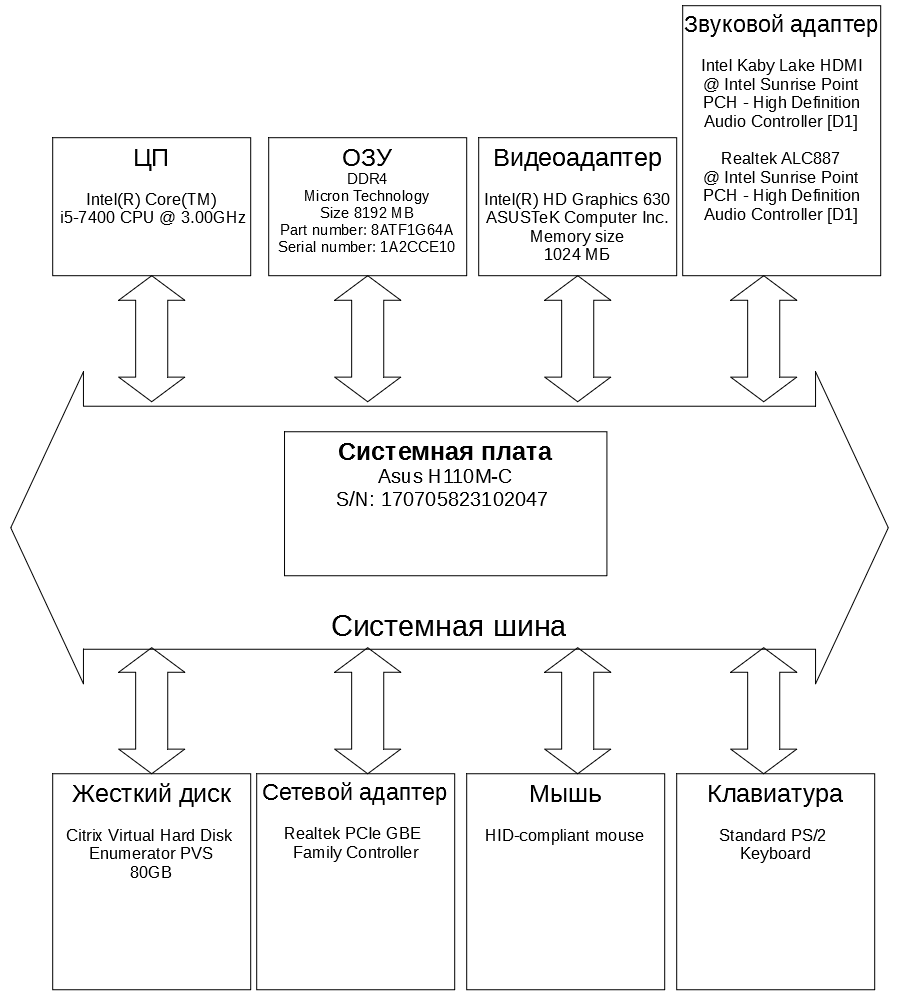 Звуковой адаптер
Intel Kaby Lake HDMI
@ Intel Sunrise Point
PCH - High Definition
Audio Controller [D1]
Realtek ALC887
@ Intel Sunrise Point
PCH - High Definition
Audio Controller [D1]
ЦП
Intel(R) Core(TM)
i5-7400 CPU @ 3.00GHz
ОЗУ
DDR4
Micron Technology
Size 8192 MB
Part number: 8ATF1G64A
Serial number: 1A2CCE10
Видеоадаптер
Intel(R) HD Graphics 630
ASUSTeK Computer Inc.
Memory size
1024 МБ
Системная плата
Asus H110M-C
S/N: 170705823102047
Системная шина
Жесткий диск
Citrix Virtual Hard Disk
Enumerator PVS
80GB
Сетевой адаптер
Realtek PCIe GBE
Family Controller
Мышь
HID-compliant mouse
Клавиатура
Standard PS/2
Keyboard